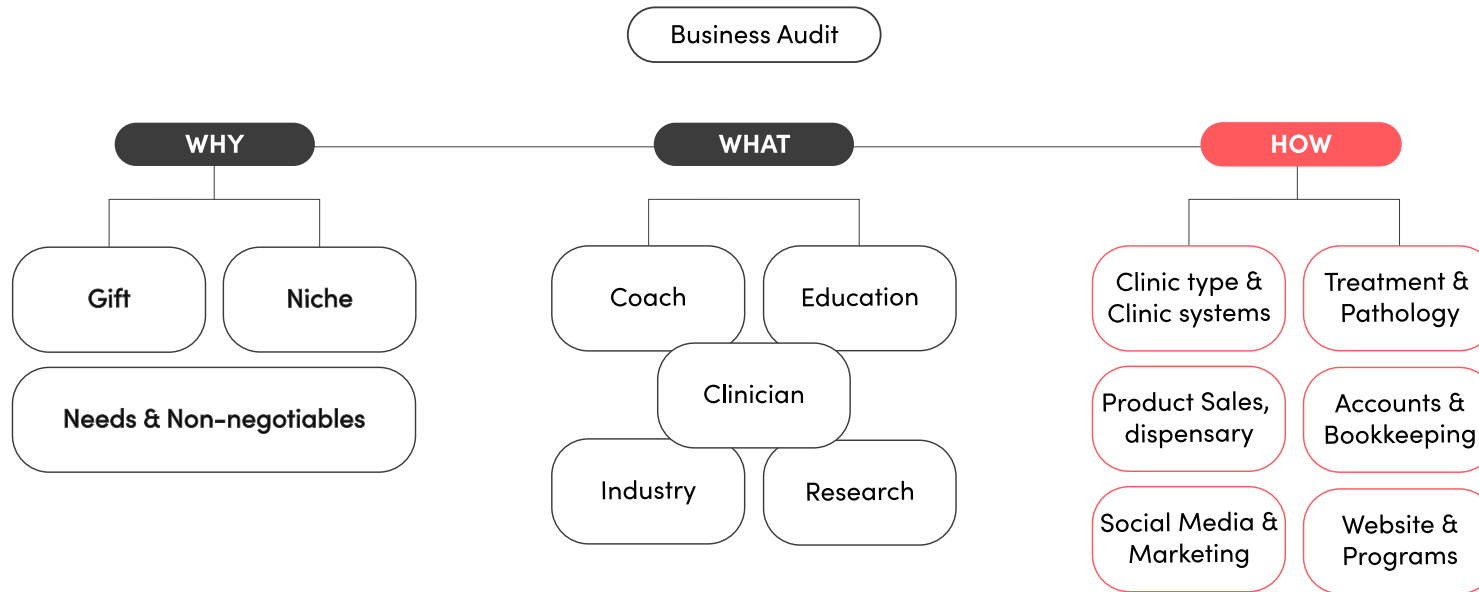 Business Audit
WHY
WHAT
HOW
Gift
Niche
Needs & Non-negotiables
Coach
Education
Clinician
Industry
Research
Clinic type &
Clinic systems
Treatment &
Pathology
Product Sales,
dispensary
Accounts &
Bookkeeping
Social Media &
Marketing
Website &
Programs